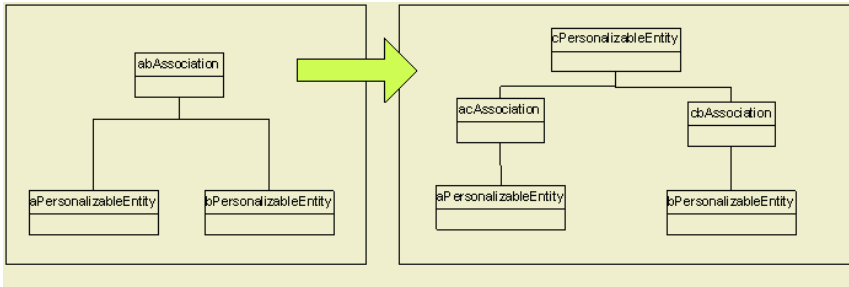 abAssociation
aPersonalizableEntity
bPersonalizableEntity
cPersonalizableEntity
acAssociation
cbAssociation
aPersonalizableEntity
bPersonalizableEntity